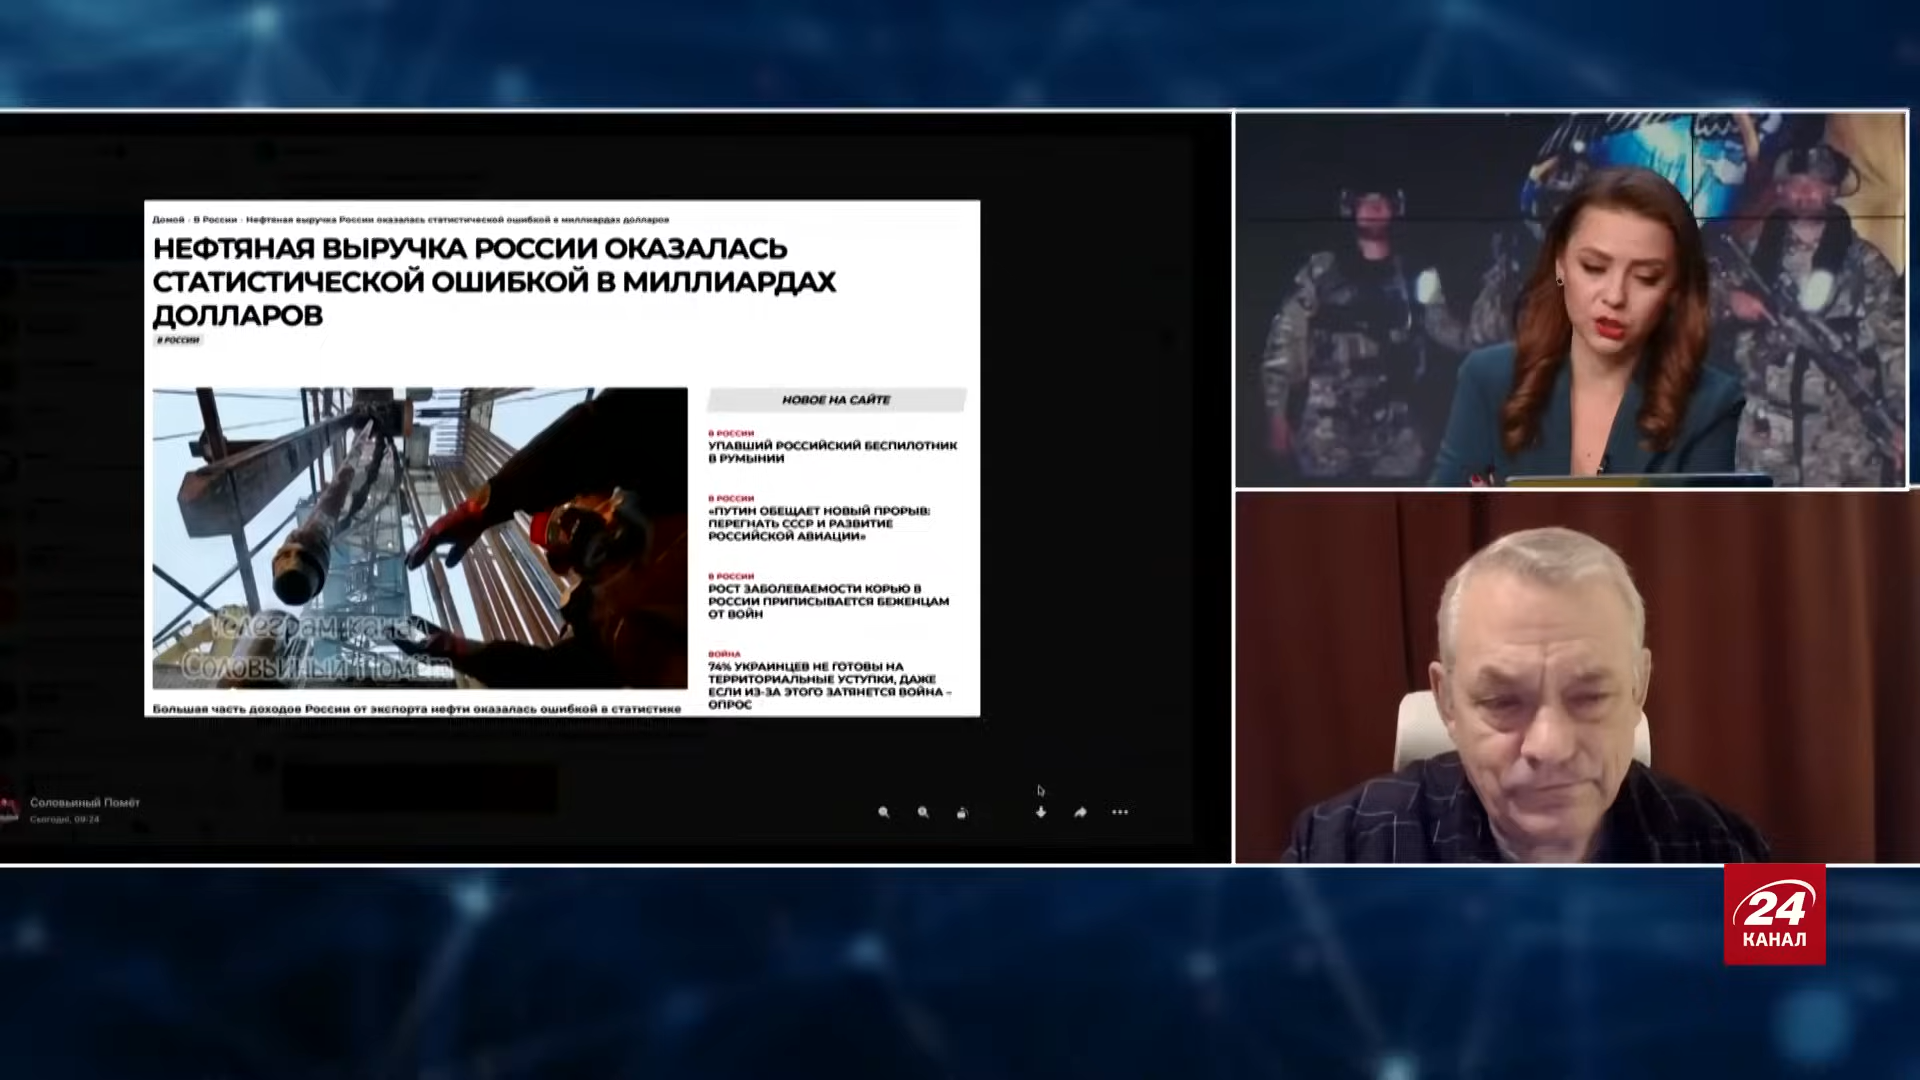 Домой · В России · Нефтяная выручка России оказалась статистической ошибкой в миллиардах долларов
НЕФТЯНАЯ ВЫРУЧКА РОССИИ ОКАЗАЛАСЬ
СТАТИСТИЧЕСКОЙ ОШИБКОЙ В МИЛЛИАРДАХ
ДОЛЛАРОВ
В РОССИИ
телеграм канал
Соловьиный Помёт
Большая часть доходов России от экспорта нефти оказалась ошибкой в статистике
НОВОЕ НА САЙТЕ
В РОССИИ
УПАВШИЙ РОССИЙСКИЙ БЕСПИЛОТНИК
В РУМЫНИИ
В РОССИИ
«ПУТИН ОБЕЩАЕТ НОВЫЙ ПРОРЫВ:
ПЕРЕГНАТЬ СССР И РАЗВИТИЕ
РОССИЙСКОЙ АВИАЦИИ»
В РОССИИ
РОСТ ЗАБОЛЕВАЕМОСТИ КОРЬЮ В
РОССИИ ПРИПИСЫВАЕТСЯ БЕЖЕНЦАМ
ОТ ВОЙН
ВОЙНА
74% УКРАИНЦЕВ НЕ ГОТОВЫ НА
ТЕРРИТОРИАЛЬНЫЕ УСТУПКИ, ДАЖЕ
ЕСЛИ ИЗ-ЗА ЭТОГО ЗАТЯНЕТСЯ ВОЙНА –
ОПРОС
Соловьиный Помёт
Сьогодні, 09:24
24
КАНАЛ